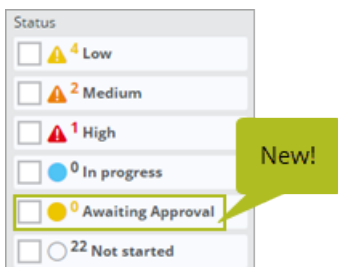 Status
4 Low
2 Medium
1 High
0 In progress
New!
0 Awaiting Approval
22 Not started